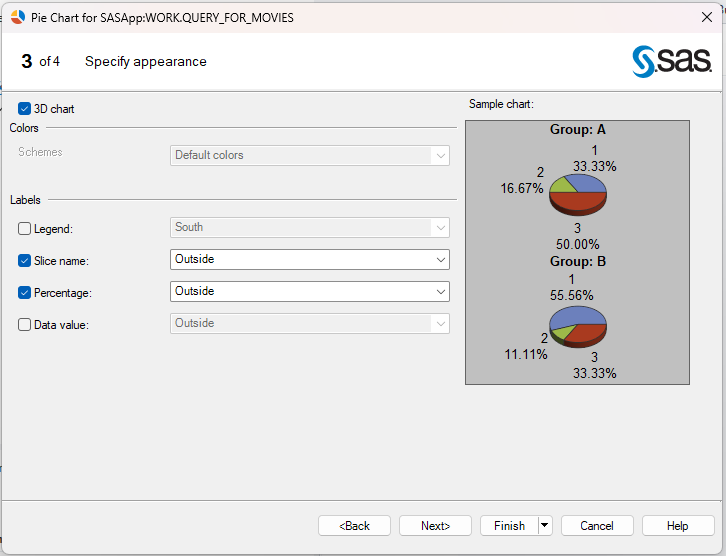 Pie Chart for SASApp:WORK.QUERY_FOR_MOVIES
3 of 4 Specify appearance
sas.
3D chart
Colors
Schemes Default colors
Labels
Legend: South
Slice name: Outside
Percentage: Outside
Data value: Outside
Sample chart:
Group: A
1
33.33%
2
16.67%
3
50.00%
Group: B
1
55.56%
2
11.11%
3
33.33%
<Back Next> Finish Cancel Help